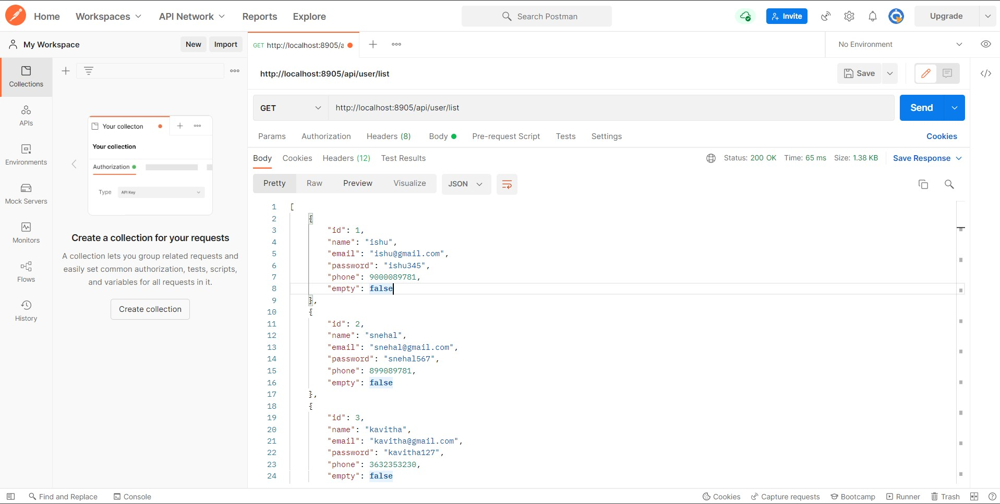 Home Workspaces API Network Reports Explore Search Postman Invite Upgrade
My Workspace New Import
GET http://localhost:8905/a
No Environment
Collections
APIs
Environments
Mock Servers
Monitors
Flows
History
Your collecton
Your collection
Authorization
Type API Key
Create a collection for your requests
A collection lets you group related requests and
easily set common authorization, tests, scripts,
and variables for all requests in it.
Create collection
http://localhost:8905/api/user/list
Save
GET http://localhost:8905/api/user/list Send
Params Authorization Headers (8) Body Pre-request Script Tests Settings Cookies
Body Cookies Headers (12) Test Results Status: 200 OK Time: 65 ms Size: 1.38 KB Save Response
Pretty Raw Preview Visualize JSON
1 [
2 {
3 "id": 1,
4 "name": "ishu",
5 "email": "ishu@gmail.com",
6 "password": "ishu345",
7 "phone": 9000089781,
8 "empty": false
9 },
10 {
11 "id": 2,
12 "name": "snehal",
13 "email": "snehal@gmail.com",
14 "password": "snehal567",
15 "phone": 899089781,
16 "empty": false
17 },
18 {
19 "id": 3,
20 "name": "kavitha",
21 "email": "kavitha@gmail.com",
22 "password": "kavitha127",
23 "phone": 3632353230,
24 "empty": false
Find and Replace Console Cookies Capture requests Bootcamp Runner Trash